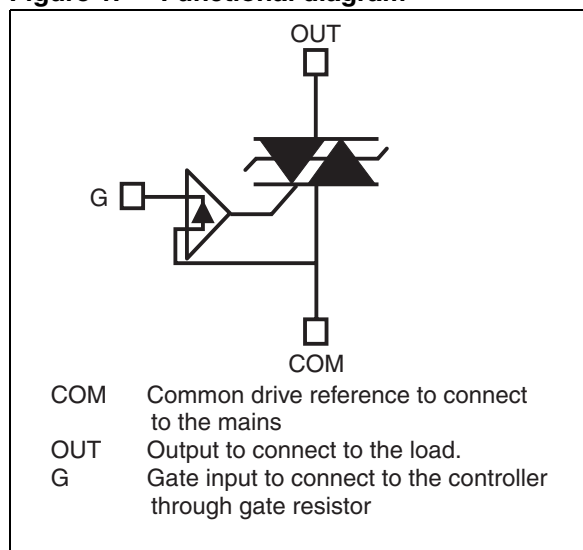 Figure 1. Functional diagram
OUT
G
COM
COM Common drive reference to connect
to the mains
OUT Output to connect to the load.
G Gate input to connect to the controller
through gate resistor